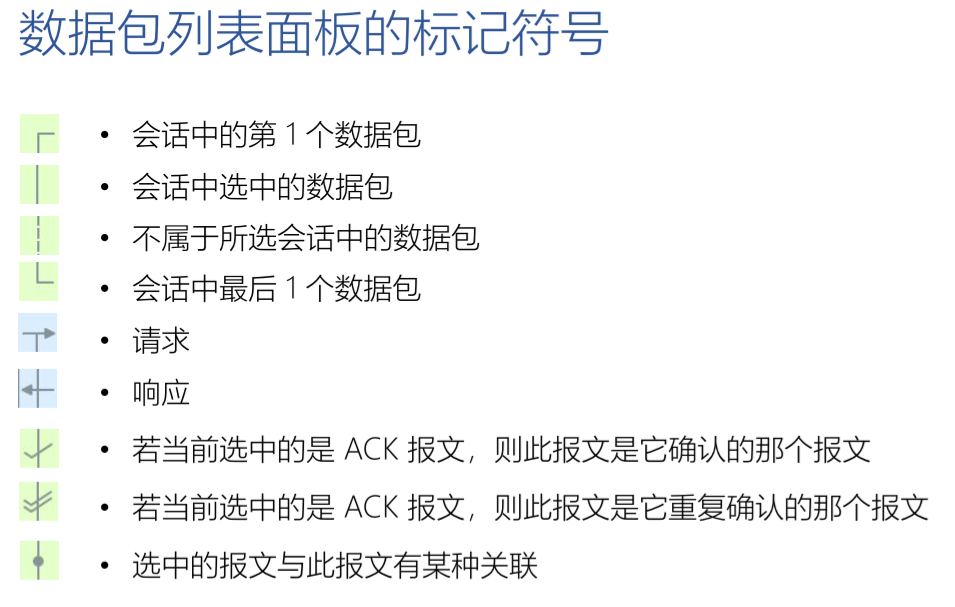 数据包列表面板的标记符号
• 会话中的第 1 个数据包
• 会话中选中的数据包
• 不属于所选会话中的数据包
• 会话中最后 1 个数据包
• 请求
• 响应
• 若当前选中的是 ACK 报文，则此报文是它确认的那个报文
• 若当前选中的是 ACK 报文，则此报文是它重复确认的那个报文
• 选中的报文与此报文有某种关联